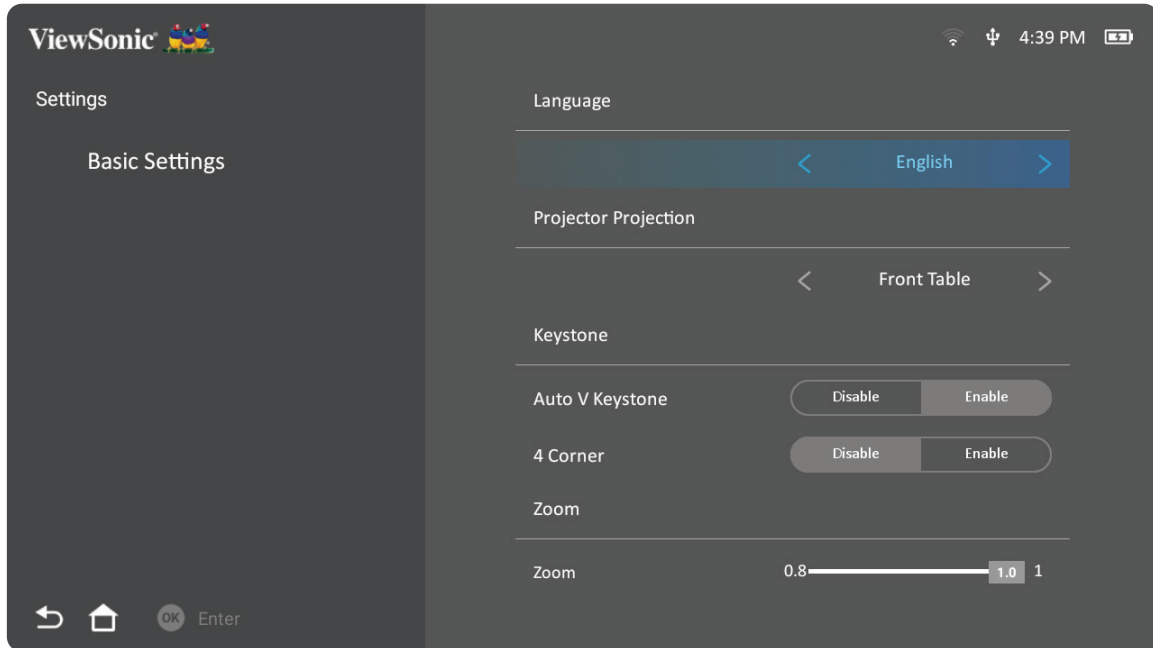 ViewSonic
4:39 PM
Settings
Basic Settings
Language
< English >
Projector Projection
< Front Table >
Keystone
Auto V Keystone Disable Enable
4 Corner Disable Enable
Zoom
Zoom 0.8 1.0 1
OK Enter